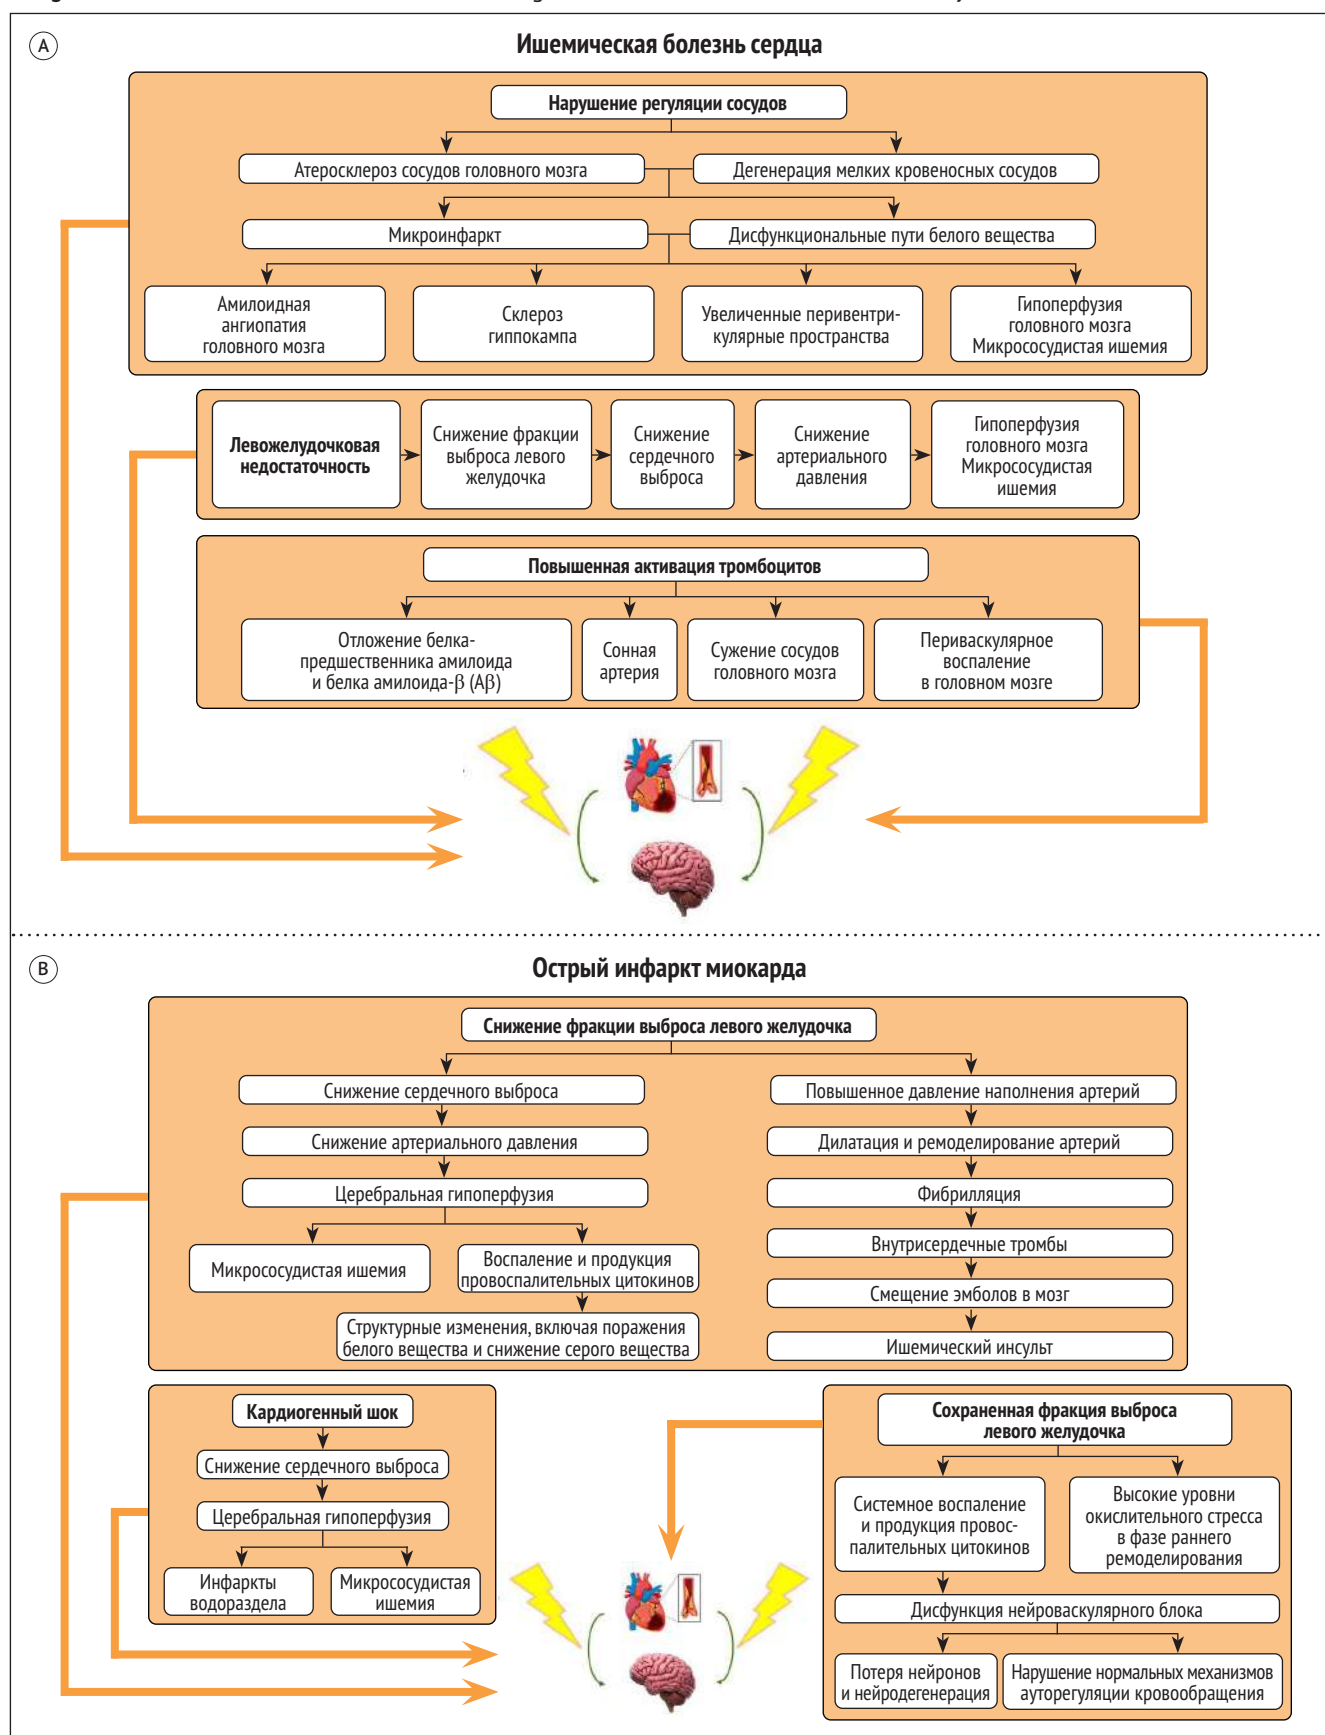 A
Ишемическая болезнь сердца
Нарушение регуляции сосудов
Атеросклероз сосудов головного мозга
Дегенерация мелких кровеносных сосудов
Микроинфаркт
Дисфункциональные пути белого вещества
Амилоидная
ангиопатия
головного мозга
Склероз
гиппокампа
Увеличенные перивентри-
кулярные пространства
Гипоперфузия
головного мозга
Микрососудистая ишемия
Левожелудочковая
недостаточность
Снижение фракции
выброса левого
желудочка
Снижение
сердечного
выброса
Снижение
артериального
давления
Гипоперфузия
головного мозга
Микрососудистая
ишемия
Повышенная активация тромбоцитов
Отложение белка-
предшественника амилоида
и белка амилоида-β (Aβ)
Сонная
артерия
Сужение сосудов
головного мозга
Периваскулярное
воспаление
в головном мозге
B
Острый инфаркт миокарда
Снижение фракции выброса левого желудочка
Снижение сердечного выброса
Снижение артериального давления
Церебральная гипоперфузия
Микрососудистая ишемия
Воспаление и продукция
провоспалительных цитокинов
Структурные изменения, включая поражения
белого вещества и снижение серого вещества
Повышенное давление наполнения артерий
Дилатация и ремоделирование артерий
Фибрилляция
Внутрисердечные тромбы
Смещение эмболов в мозг
Ишемический инсульт
Кардиогенный шок
Снижение сердечного выброса
Церебральная гипоперфузия
Инфаркты
водораздела
Микрососудистая
ишемия
Сохраненная фракция выброса
левого желудочка
Системное воспаление
и продукция провос-
палительных цитокинов
Высокие уровни
окислительного стресса
в фазе раннего
ремоделирования
Дисфункция нейроваскулярного блока
Потеря нейронов
и нейродегенерация
Нарушение нормальных механизмов
ауторегуляции кровообращения